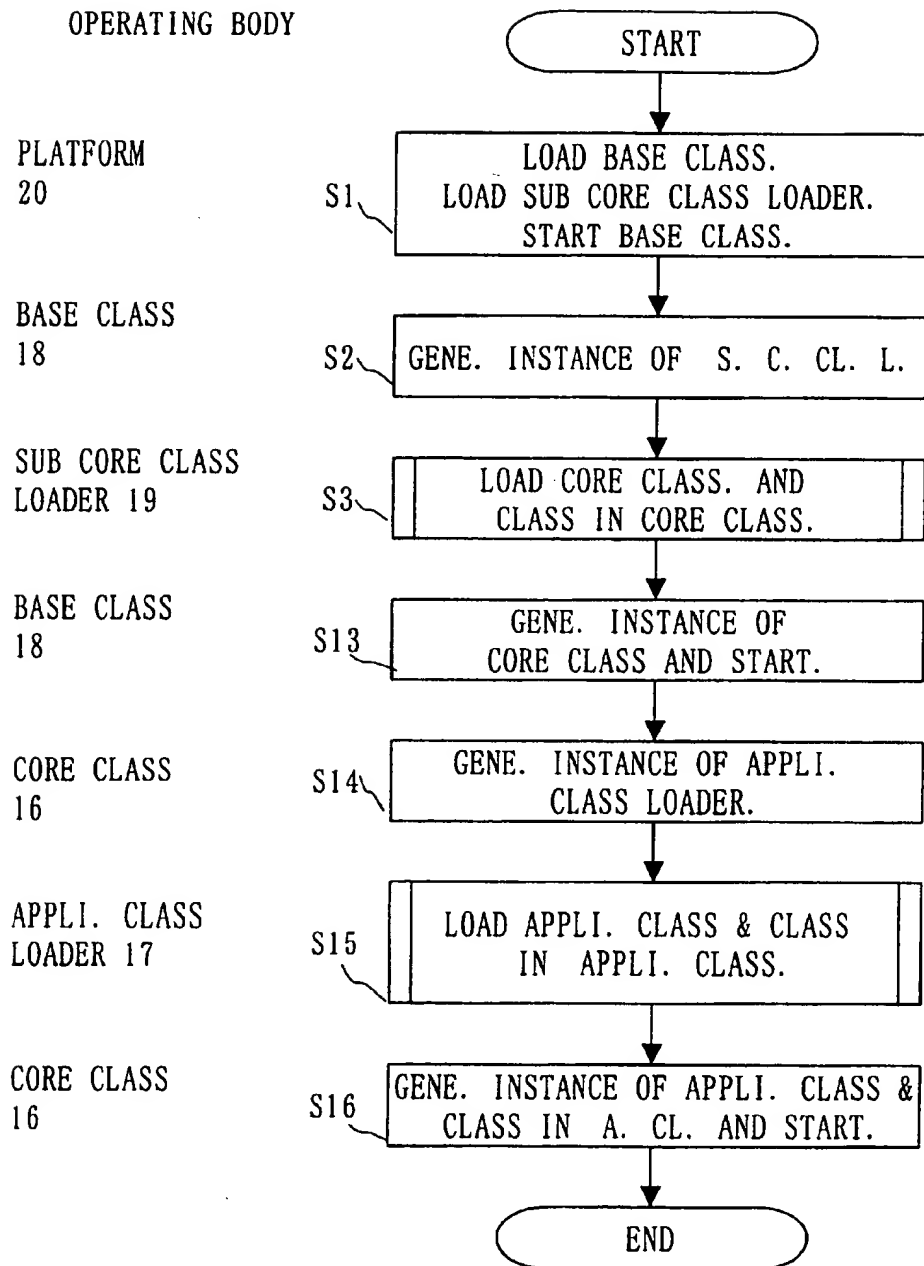 OPERATING BODY
START
PLATFORM
20
S1
LOAD BASE CLASS.
LOAD SUB CORE CLASS LOADER.
START BASE CLASS.
BASE CLASS
18
S2
GENE. INSTANCE OF S. C. CL. L.
SUB CORE CLASS
LOADER 19
S3
LOAD CORE CLASS. AND
CLASS IN CORE CLASS.
BASE CLASS
18
S13
GENE. INSTANCE OF
CORE CLASS AND START.
CORE CLASS
16
S14
GENE. INSTANCE OF APPLI.
CLASS LOADER.
APPLI. CLASS
LOADER 17
S15
LOAD APPLI. CLASS & CLASS
IN APPLI. CLASS.
CORE CLASS
16
S16
GENE. INSTANCE OF APPLI. CLASS &
CLASS IN A. CL. AND START.
END